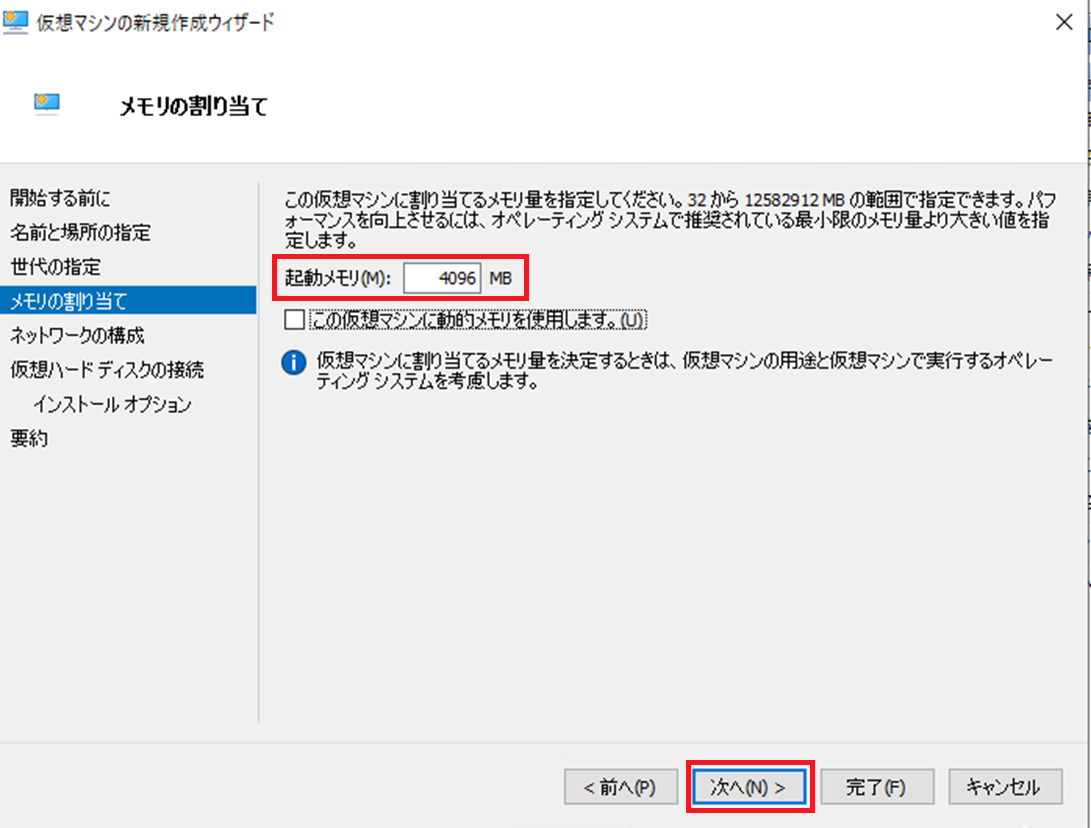 仮想マシンの新規作成ウィザード
メモリの割り当て
開始する前に
名前と場所の指定
世代の指定
メモリの割り当て
ネットワークの構成
仮想ハード ディスクの接続
インストール オプション
要約
この仮想マシンに割り当てるメモリ量を指定してください。32 から 12582912 MB の範囲で指定できます。パフ
ォーマンスを向上させるには、オペレーティング システムで推奨されている最小限のメモリ量より大きい値を指
定します。
起動メモリ(M): 4096 MB
この仮想マシンに動的メモリを使用します。(U)
仮想マシンに割り当てるメモリ量を決定するときは、仮想マシンの用途と仮想マシンで実行するオペレー
ティング システムを考慮します。
< 前へ(P) 次へ(N) > 完了(F) キャンセル